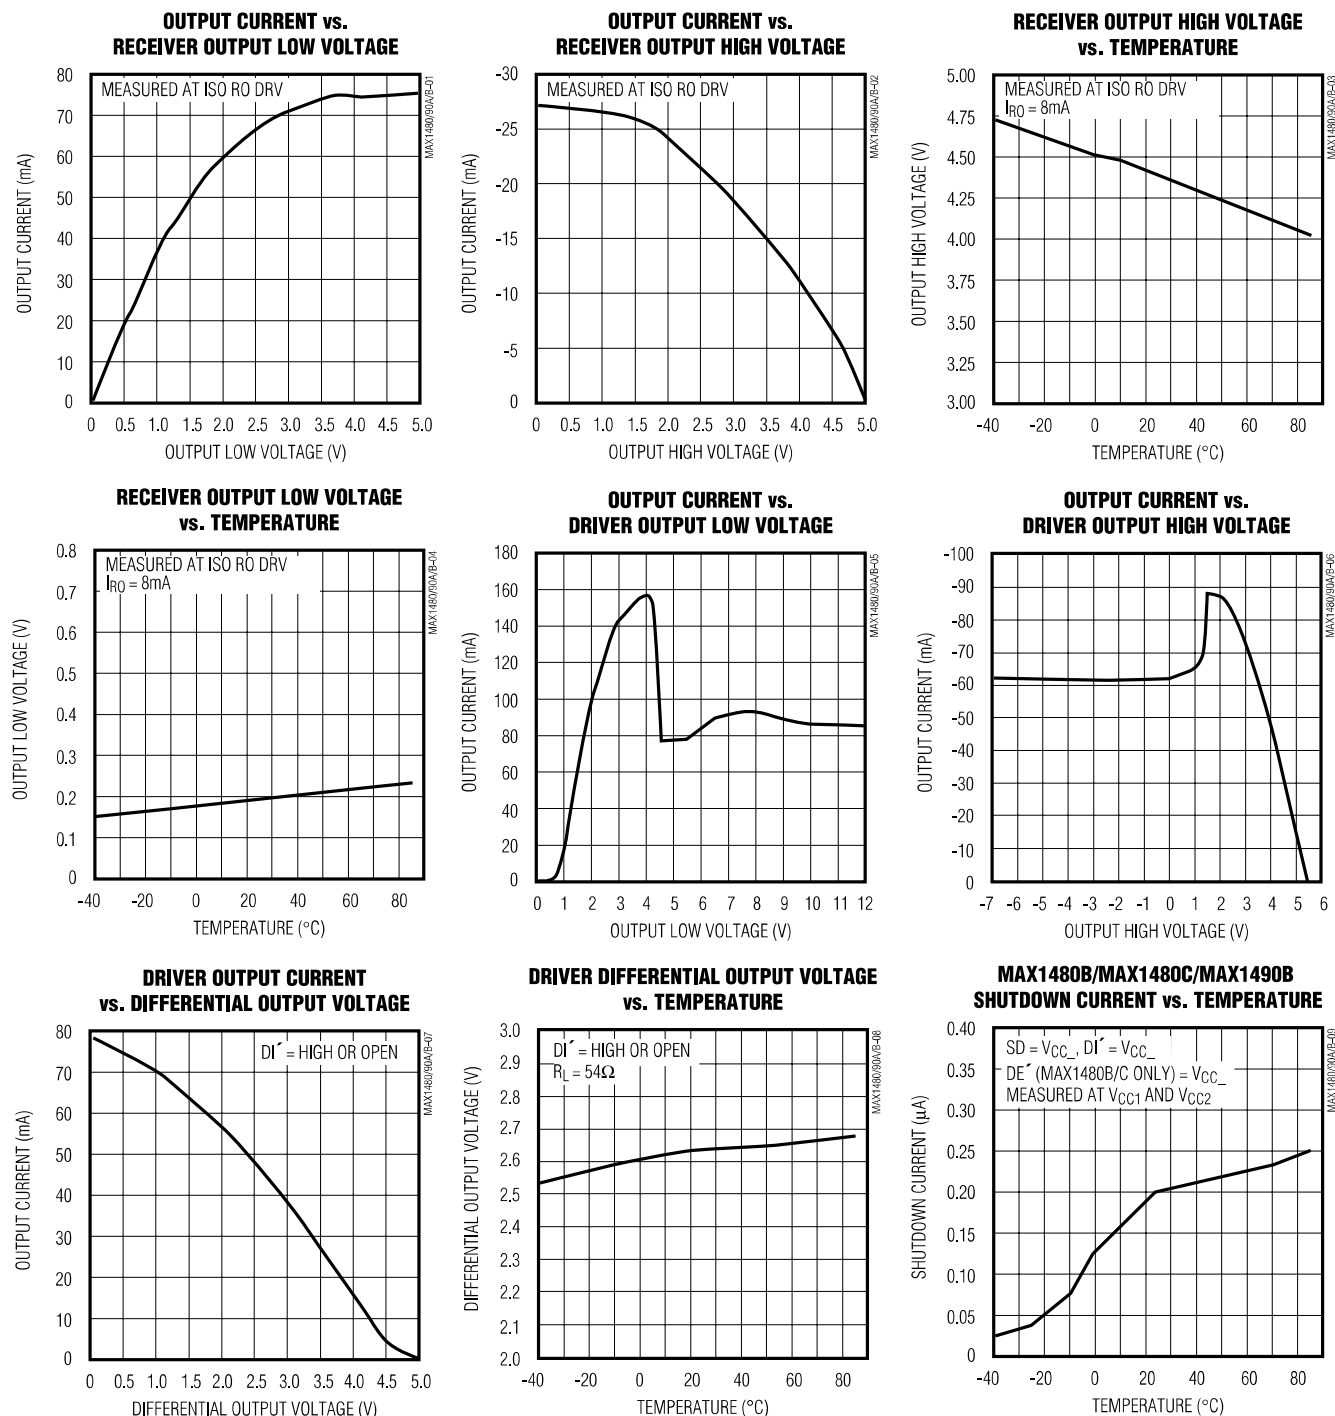 OUTPUT CURRENT vs.
RECEIVER OUTPUT LOW VOLTAGE
80
70
60
50
40
30
20
10
0
OUTPUT CURRENT (mA)
MEASURED AT ISO RO DRV
MAX1480/90A/B-01
0 0.5 1.0 1.5 2.0 2.5 3.0 3.5 4.0 4.5 5.0
OUTPUT LOW VOLTAGE (V)
OUTPUT CURRENT vs.
RECEIVER OUTPUT HIGH VOLTAGE
-30
-25
-20
-15
-10
-5
0
OUTPUT CURRENT (mA)
MEASURED AT ISO RO DRV
MAX1480/90A/B-02
0 0.5 1.0 1.5 2.0 2.5 3.0 3.5 4.0 4.5 5.0
OUTPUT HIGH VOLTAGE (V)
RECEIVER OUTPUT HIGH VOLTAGE
vs. TEMPERATURE
5.00
4.75
4.50
4.25
4.00
3.75
3.50
3.25
3.00
OUTPUT HIGH VOLTAGE (V)
MEASURED AT ISO RO DRV
IRO = 8mA
MAX1480/90A/B-03
-40 -20 0 20 40 60 80
TEMPERATURE (°C)
RECEIVER OUTPUT LOW VOLTAGE
vs. TEMPERATURE
0.8
0.7
0.6
0.5
0.4
0.3
0.2
0.1
0
OUTPUT LOW VOLTAGE (V)
MEASURED AT ISO RO DRV
IRO = 8mA
MAX1480/90A/B-04
-40 -20 0 20 40 60 80
TEMPERATURE (°C)
OUTPUT CURRENT vs.
DRIVER OUTPUT LOW VOLTAGE
180
160
140
120
100
80
60
40
20
0
OUTPUT CURRENT (mA)
MAX1480/90A/B-05
0 1 2 3 4 5 6 7 8 9 10 11 12
OUTPUT LOW VOLTAGE (V)
OUTPUT CURRENT vs.
DRIVER OUTPUT HIGH VOLTAGE
-100
-90
-80
-70
-60
-50
-40
-30
-20
-10
0
OUTPUT CURRENT (mA)
MAX1480/90A/B-06
-7 -6 -5 -4 -3 -2 -1 0 1 2 3 4 5 6
OUTPUT HIGH VOLTAGE (V)
DRIVER OUTPUT CURRENT
vs. DIFFERENTIAL OUTPUT VOLTAGE
80
70
60
50
40
30
20
10
0
OUTPUT CURRENT (mA)
DI´ = HIGH OR OPEN
MAX1480/90A/B-07
0 0.5 1.0 1.5 2.0 2.5 3.0 3.5 4.0 4.5 5.0
DIFFERENTIAL OUTPUT VOLTAGE (V)
DRIVER DIFFERENTIAL OUTPUT VOLTAGE
vs. TEMPERATURE
3.0
2.9
2.8
2.7
2.6
2.5
2.4
2.3
2.2
2.1
2.0
DIFFERENTIAL OUTPUT VOLTAGE (V)
DI´ = HIGH OR OPEN
RL = 54Ω
MAX1480/90A/B-08
-40 -20 0 20 40 60 80
TEMPERATURE (°C)
MAX1480B/MAX1480C/MAX1490B
SHUTDOWN CURRENT vs. TEMPERATURE
0.40
0.35
0.30
0.25
0.20
0.15
0.10
0.05
0
SHUTDOWN CURRENT (µA)
SD = VCC_, DI´ = VCC_
DE´ (MAX1480B/C ONLY) = VCC_
MEASURED AT VCC1 AND VCC2
MAX1480/90A/B-09
-40 -20 0 20 40 60 80
TEMPERATURE (°C)